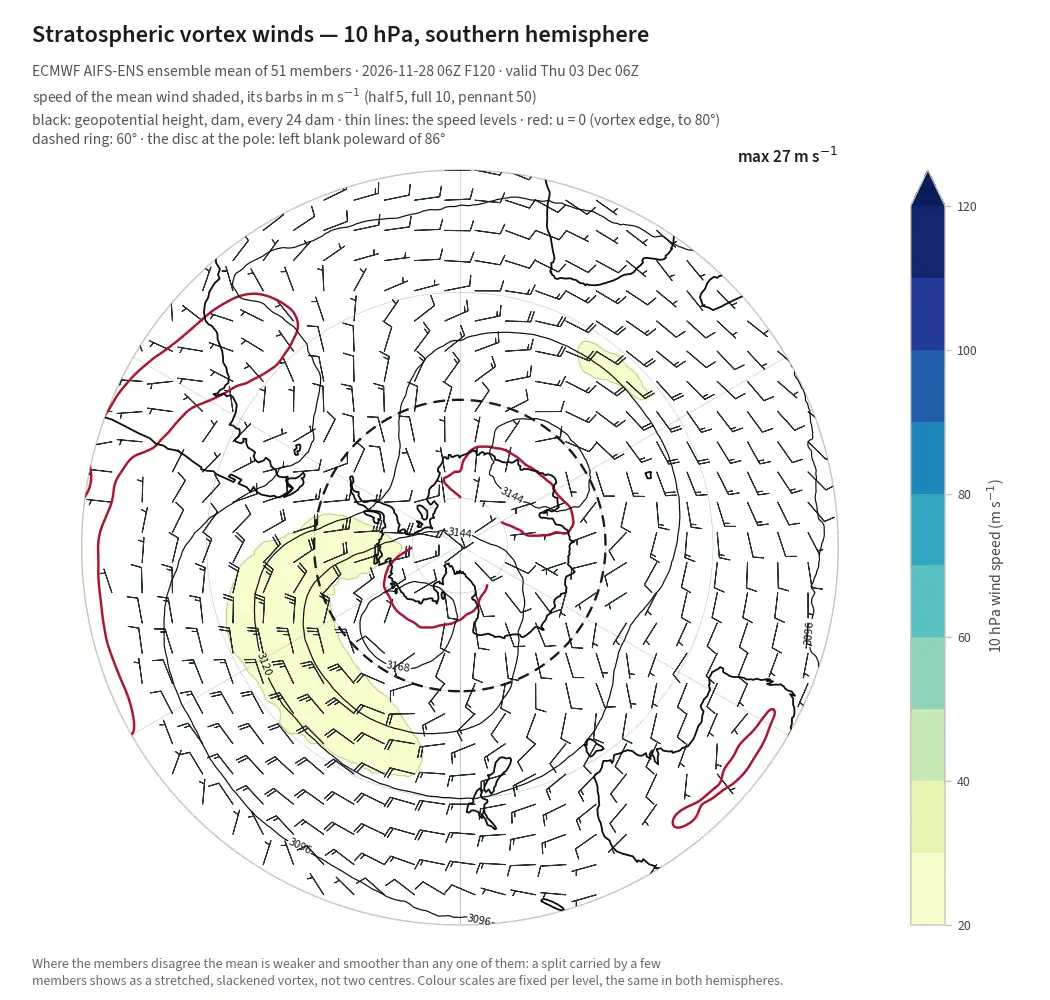 Stratospheric vortex winds — 10 hPa, southern hemisphere
ECMWF AIFS-ENS ensemble mean of 51 members · 2026-11-28 06Z F120 · valid Thu 03 Dec 06Z
speed of the mean wind shaded, its barbs in m s⁻¹ (half 5, full 10, pennant 50)
black: geopotential height, dam, every 24 dam · thin lines: the speed levels · red: u = 0 (vortex edge, to 80°)
dashed ring: 60° · the disc at the pole: left blank poleward of 86°
max 27 m s⁻¹
120
100
80
60
40
20
10 hPa wind speed (m s⁻¹)
3144
3144
3168
3120
3096
3096
3096
Where the members disagree the mean is weaker and smoother than any one of them: a split carried by a few
members shows as a stretched, slackened vortex, not two centres. Colour scales are fixed per level, the same in both hemispheres.